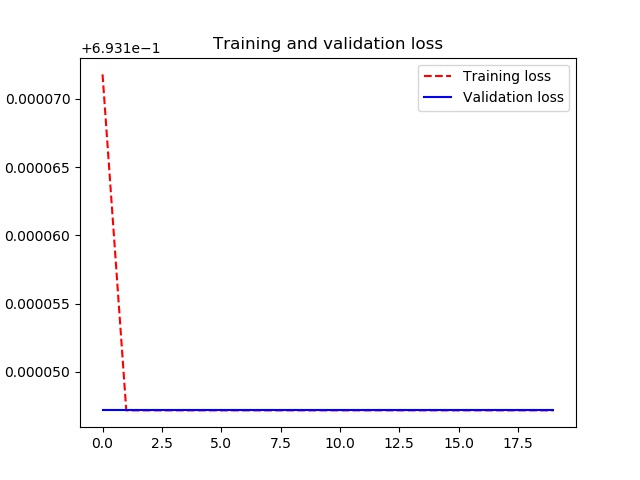 +6.931e−1
Training and validation loss
Training loss
Validation loss
0.000070
0.000065
0.000060
0.000055
0.000050
0.0 2.5 5.0 7.5 10.0 12.5 15.0 17.5